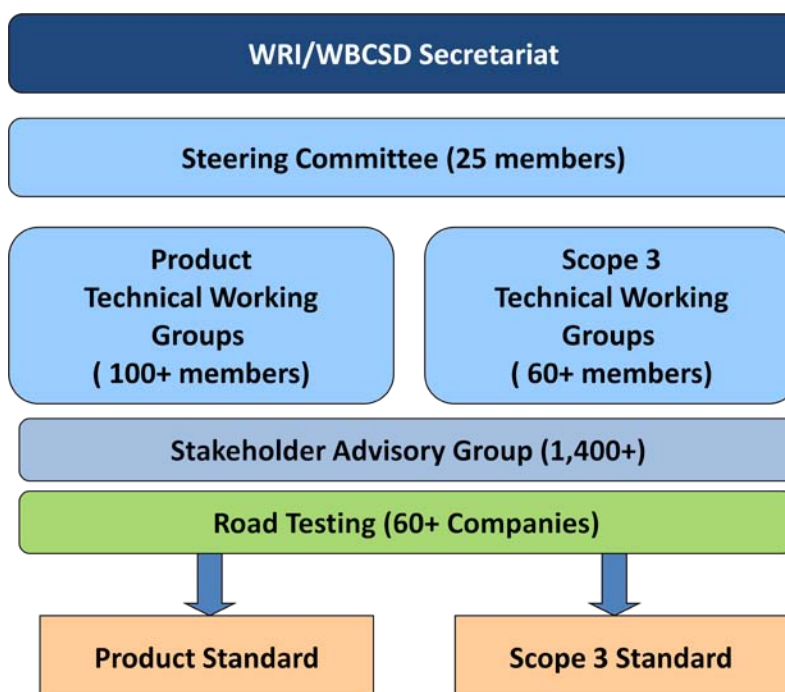 WRI/WBCSD Secretariat
Steering Committee (25 members)
Product
Technical Working
Groups
( 100+ members)
Scope 3
Technical Working
Groups
( 60+ members)
Stakeholder Advisory Group (1,400+)
Road Testing (60+ Companies)
Product Standard
Scope 3 Standard